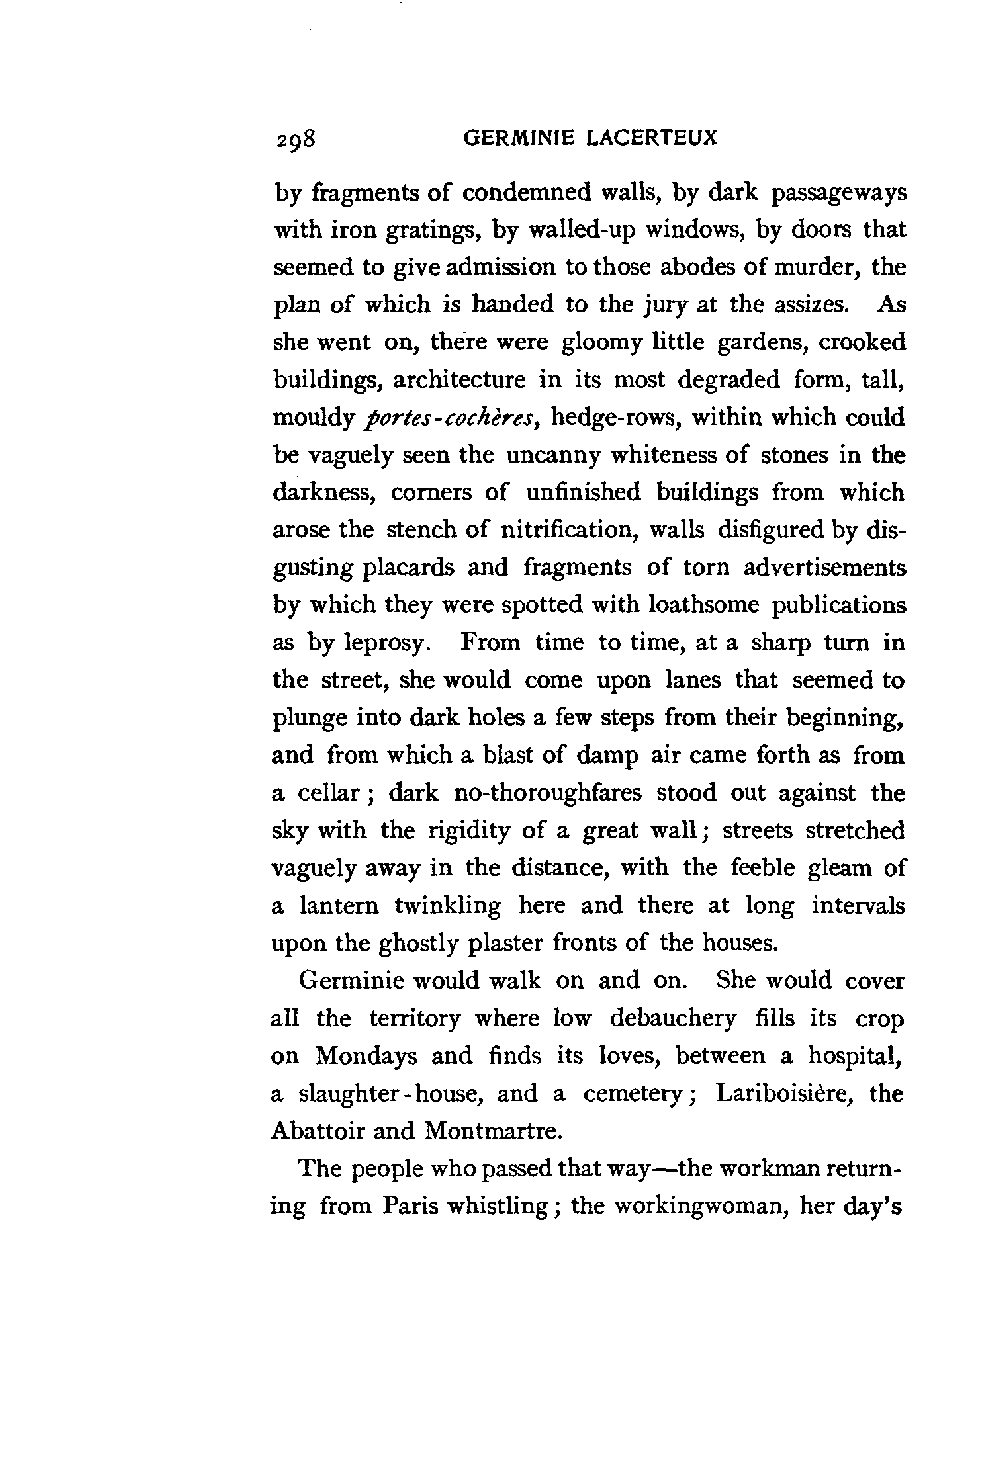 298 GERMINIE LACERTEUX
by fragments of condemned walls, by dark passageways
with iron gratings, by walled-up windows, by doors that
seemed to give admission to those abodes of murder, the
plan of which is handed to the jury at the assizes. As
she went on, there were gloomy little gardens, crooked
buildings, architecture in its most degraded form, tall,
mouldy portes-cochères, hedge-rows, within which could
be vaguely seen the uncanny whiteness of stones in the
darkness, corners of unfinished buildings from which
arose the stench of nitrification, walls disfigured by dis-
gusting placards and fragments of torn advertisements
by which they were spotted with loathsome publications
as by leprosy. From time to time, at a sharp turn in
the street, she would come upon lanes that seemed to
plunge into dark holes a few steps from their beginning,
and from which a blast of damp air came forth as from
a cellar; dark no-thoroughfares stood out against the
sky with the rigidity of a great wall; streets stretched
vaguely away in the distance, with the feeble gleam of
a lantern twinkling here and there at long intervals
upon the ghostly plaster fronts of the houses.
Germinie would walk on and on. She would cover
all the territory where low debauchery fills its crop
on Mondays and finds its loves, between a hospital,
a slaughter-house, and a cemetery; Lariboisière, the
Abattoir and Montmartre.
The people who passed that way—the workman return-
ing from Paris whistling; the workingwoman, her day's